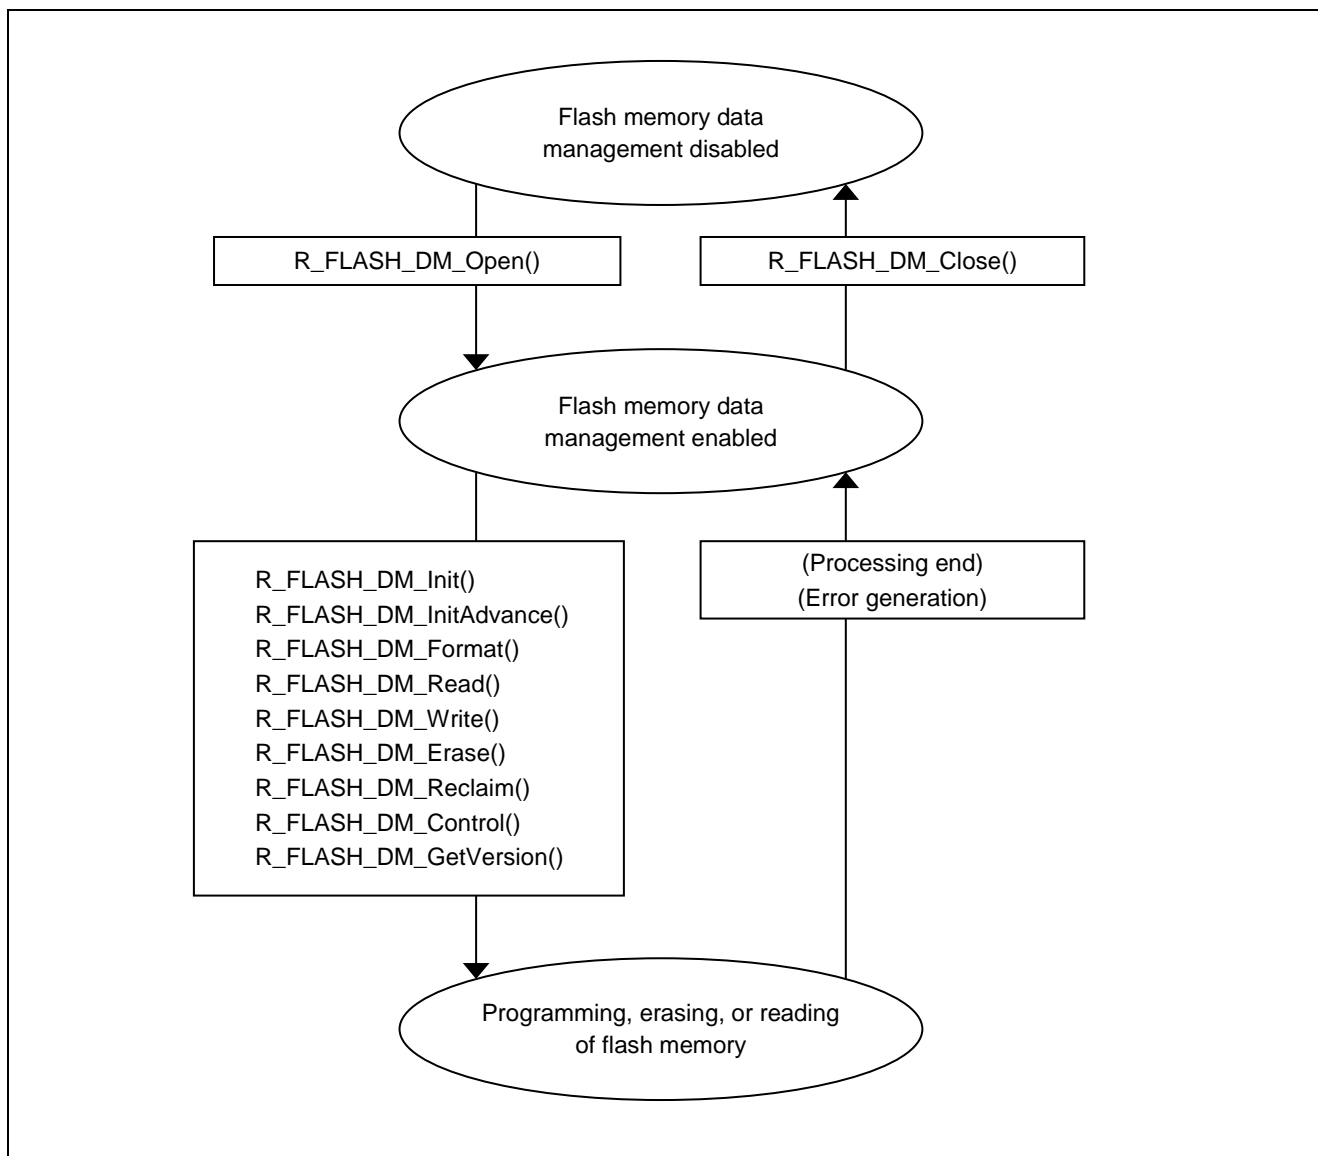 Flash memory data
management disabled
R_FLASH_DM_Open()
R_FLASH_DM_Close()
Flash memory data
management enabled
R_FLASH_DM_Init()
R_FLASH_DM_InitAdvance()
R_FLASH_DM_Format()
R_FLASH_DM_Read()
R_FLASH_DM_Write()
R_FLASH_DM_Erase()
R_FLASH_DM_Reclaim()
R_FLASH_DM_Control()
R_FLASH_DM_GetVersion()
(Processing end)
(Error generation)
Programming, erasing, or reading
of flash memory